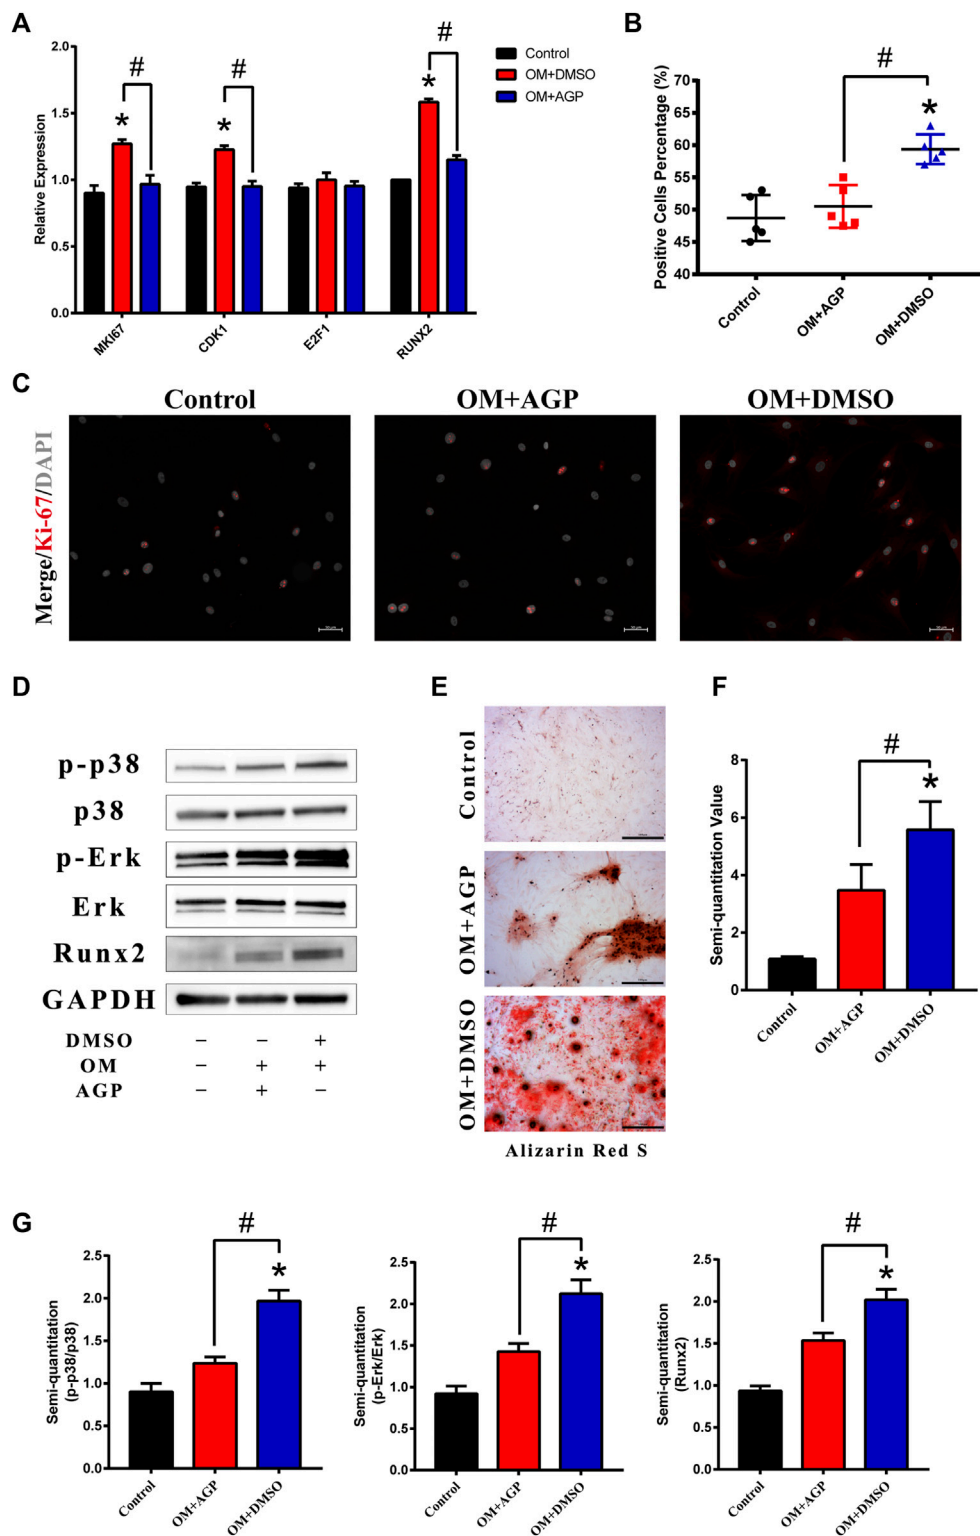 A
Relative Expression
2.0
1.5
1.0
0.5
0.0
#
#
#
*
*
*
MKI67
CDK1
E2F1
RUNX2
Control
OM+DMSO
OM+AGP
B
Positive Cells Percentage (%)
70
65
60
55
50
45
40
#
*
Control
OM+AGP
OM+DMSO
C
Control
OM+AGP
OM+DMSO
Merge/Ki-67/DAPI
D
p-p38
p38
p-Erk
Erk
Runx2
GAPDH
DMSO – – +
OM – + +
AGP – + –
E
Control
OM+AGP
OM+DMSO
Alizarin Red S
F
Semi-quantitation Value
8
6
4
2
0
#
*
Control
OM+AGP
OM+DMSO
G
Semi-quantitation
(p-p38/p38)
2.5
2.0
1.5
1.0
0.5
0.0
#
*
Control
OM+AGP
OM+DMSO
Semi-quantitation
(p-Erk/Erk)
2.5
2.0
1.5
1.0
0.5
0.0
#
*
Control
OM+AGP
OM+DMSO
Semi-quantitation
(Runx2)
2.5
2.0
1.5
1.0
0.5
0.0
#
*
Control
OM+AGP
OM+DMSO